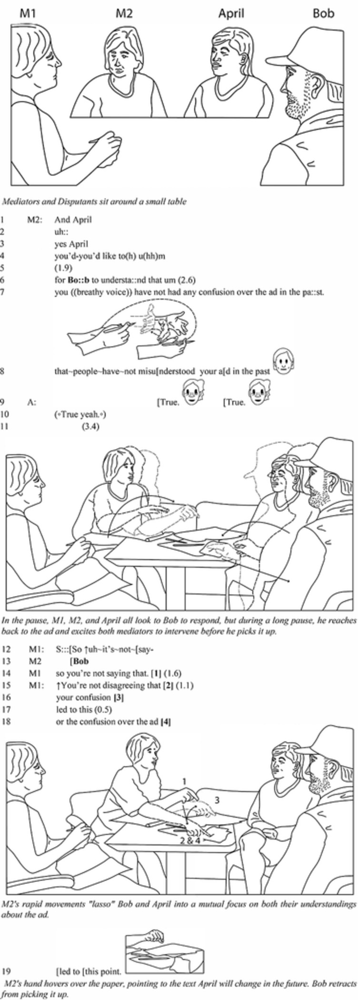 M1 M2 April Bob
Mediators and Disputants sit around a small table
1 M2: And April
2 uh::
3 yes April
4 you'd-you'd like to(h) u(hh)m
5 (1.9)
6 for Bo::b to understa::nd that um (2.6)
7 you ((breathy voice)) have not had any confusion over the ad in the pa::st.
8 that~people~have~not misu[nderstood your a[d in the past
9 A: [True. [True.
10 (◦True yeah.◦)
11 (3.4)
In the pause, M1, M2, and April all look to Bob to respond, but during a long pause, he reaches
back to the ad and excites both mediators to intervene before he picks it up.
12 M1: S:::[So ↑uh~it's~not~[say-
13 M2 [Bob
14 M1 so you're not saying that. [1] (1.6)
15 M1: ↑You're not disagreeing that [2] (1.1)
16 your confusion [3]
17 led to this (0.5)
18 or the confusion over the ad [4]
1
3
2 & 4
M2's rapid movements "lasso" Bob and April into a mutual focus on both their understandings
about the ad.
19 [led to [this point.
M2's hand hovers over the paper, pointing to the text April will change in the future. Bob retracts
from picking it up.